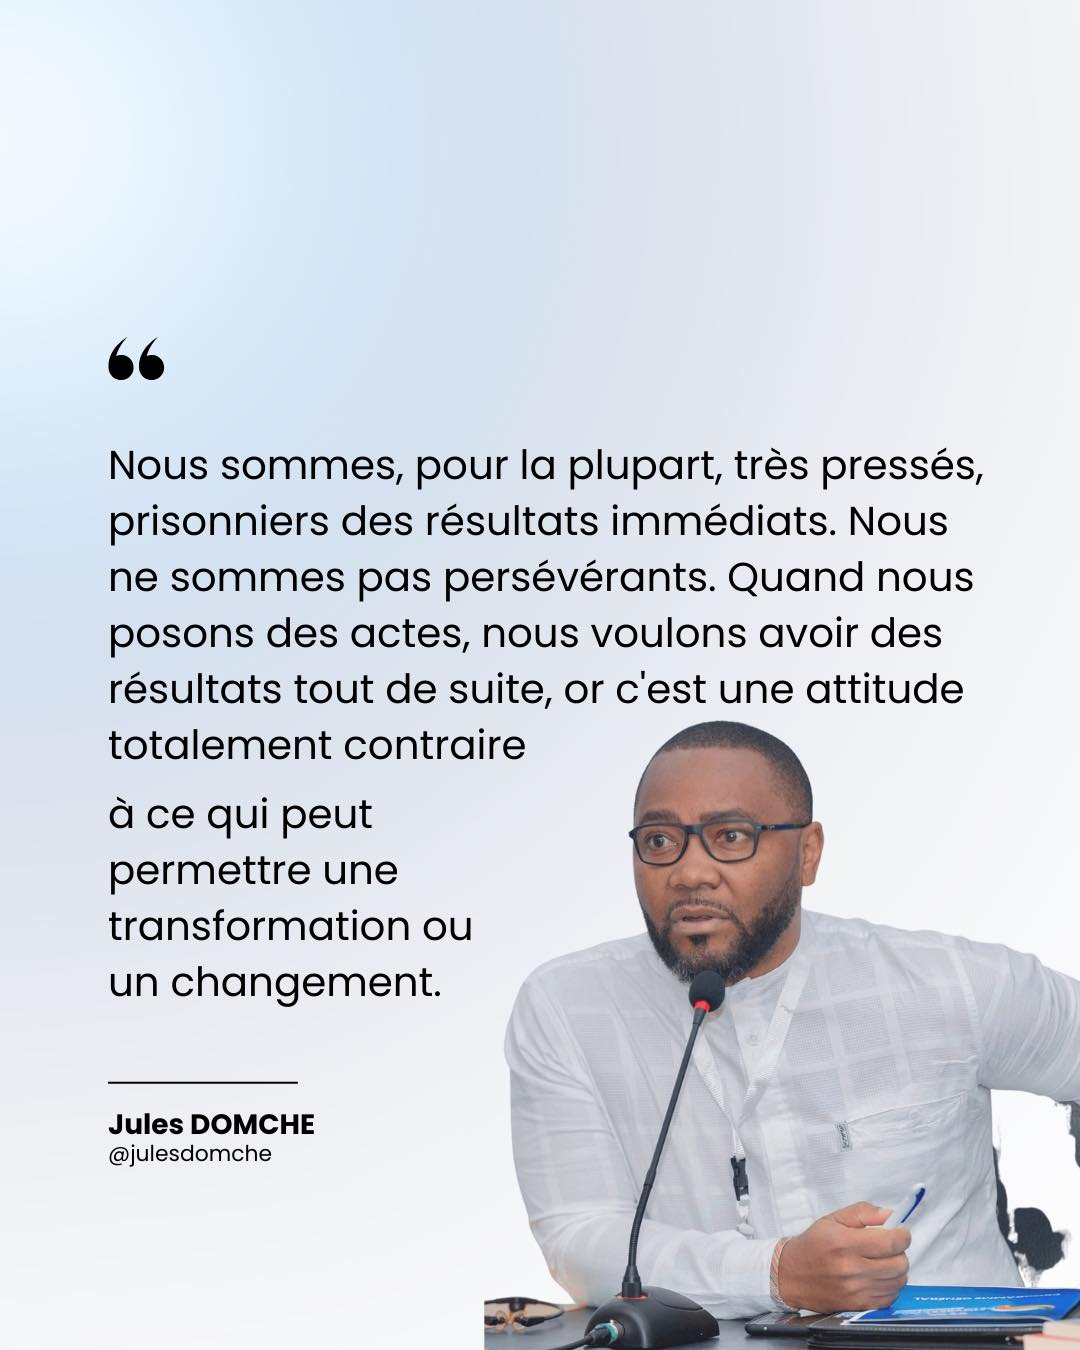 “
Nous sommes, pour la plupart, très pressés,
prisonniers des résultats immédiats. Nous
ne sommes pas persévérants. Quand nous
posons des actes, nous voulons avoir des
résultats tout de suite, or c'est une attitude
totalement contraire
à ce qui peut
permettre une
transformation ou
un changement.
Jules DOMCHE
@julesdomche